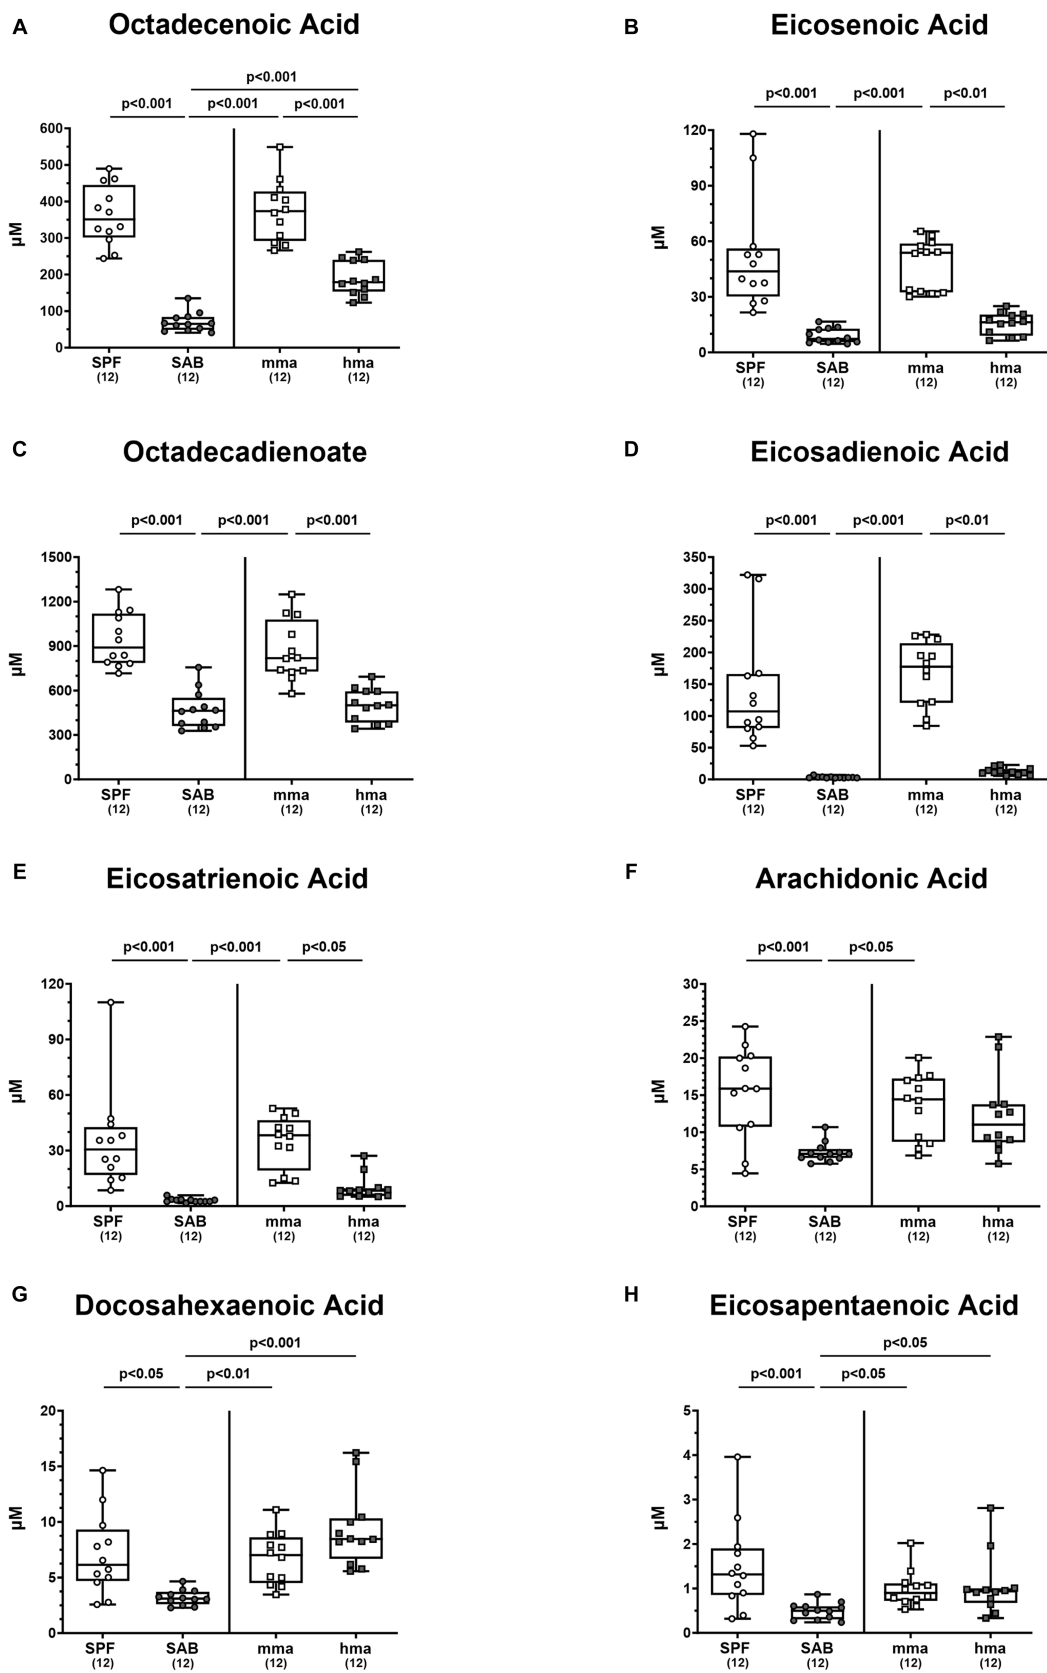 A
Octadecenoic Acid
p<0.001
p<0.001
p<0.001
p<0.001
600
500
400
300
200
100
0
µM
SPF
SAB
mma
hma
(12)
(12)
(12)
(12)
B
Eicosenoic Acid
p<0.001
p<0.001
p<0.01
120
90
60
30
0
µM
SPF
SAB
mma
hma
(12)
(12)
(12)
(12)
C
Octadecadienoate
p<0.001
p<0.001
p<0.001
1500
1200
900
600
300
0
µM
SPF
SAB
mma
hma
(12)
(12)
(12)
(12)
D
Eicosadienoic Acid
p<0.001
p<0.001
p<0.01
350
300
250
200
150
100
50
0
µM
SPF
SAB
mma
hma
(12)
(12)
(12)
(12)
E
Eicosatrienoic Acid
p<0.001
p<0.001
p<0.05
120
90
60
30
0
µM
SPF
SAB
mma
hma
(12)
(12)
(12)
(12)
F
Arachidonic Acid
p<0.001
p<0.05
30
25
20
15
10
5
0
µM
SPF
SAB
mma
hma
(12)
(12)
(12)
(12)
G
Docosahexaenoic Acid
p<0.001
p<0.05
p<0.01
20
15
10
5
0
µM
SPF
SAB
mma
hma
(12)
(12)
(12)
(12)
H
Eicosapentaenoic Acid
p<0.05
p<0.001
p<0.05
5
4
3
2
1
0
µM
SPF
SAB
mma
hma
(12)
(12)
(12)
(12)